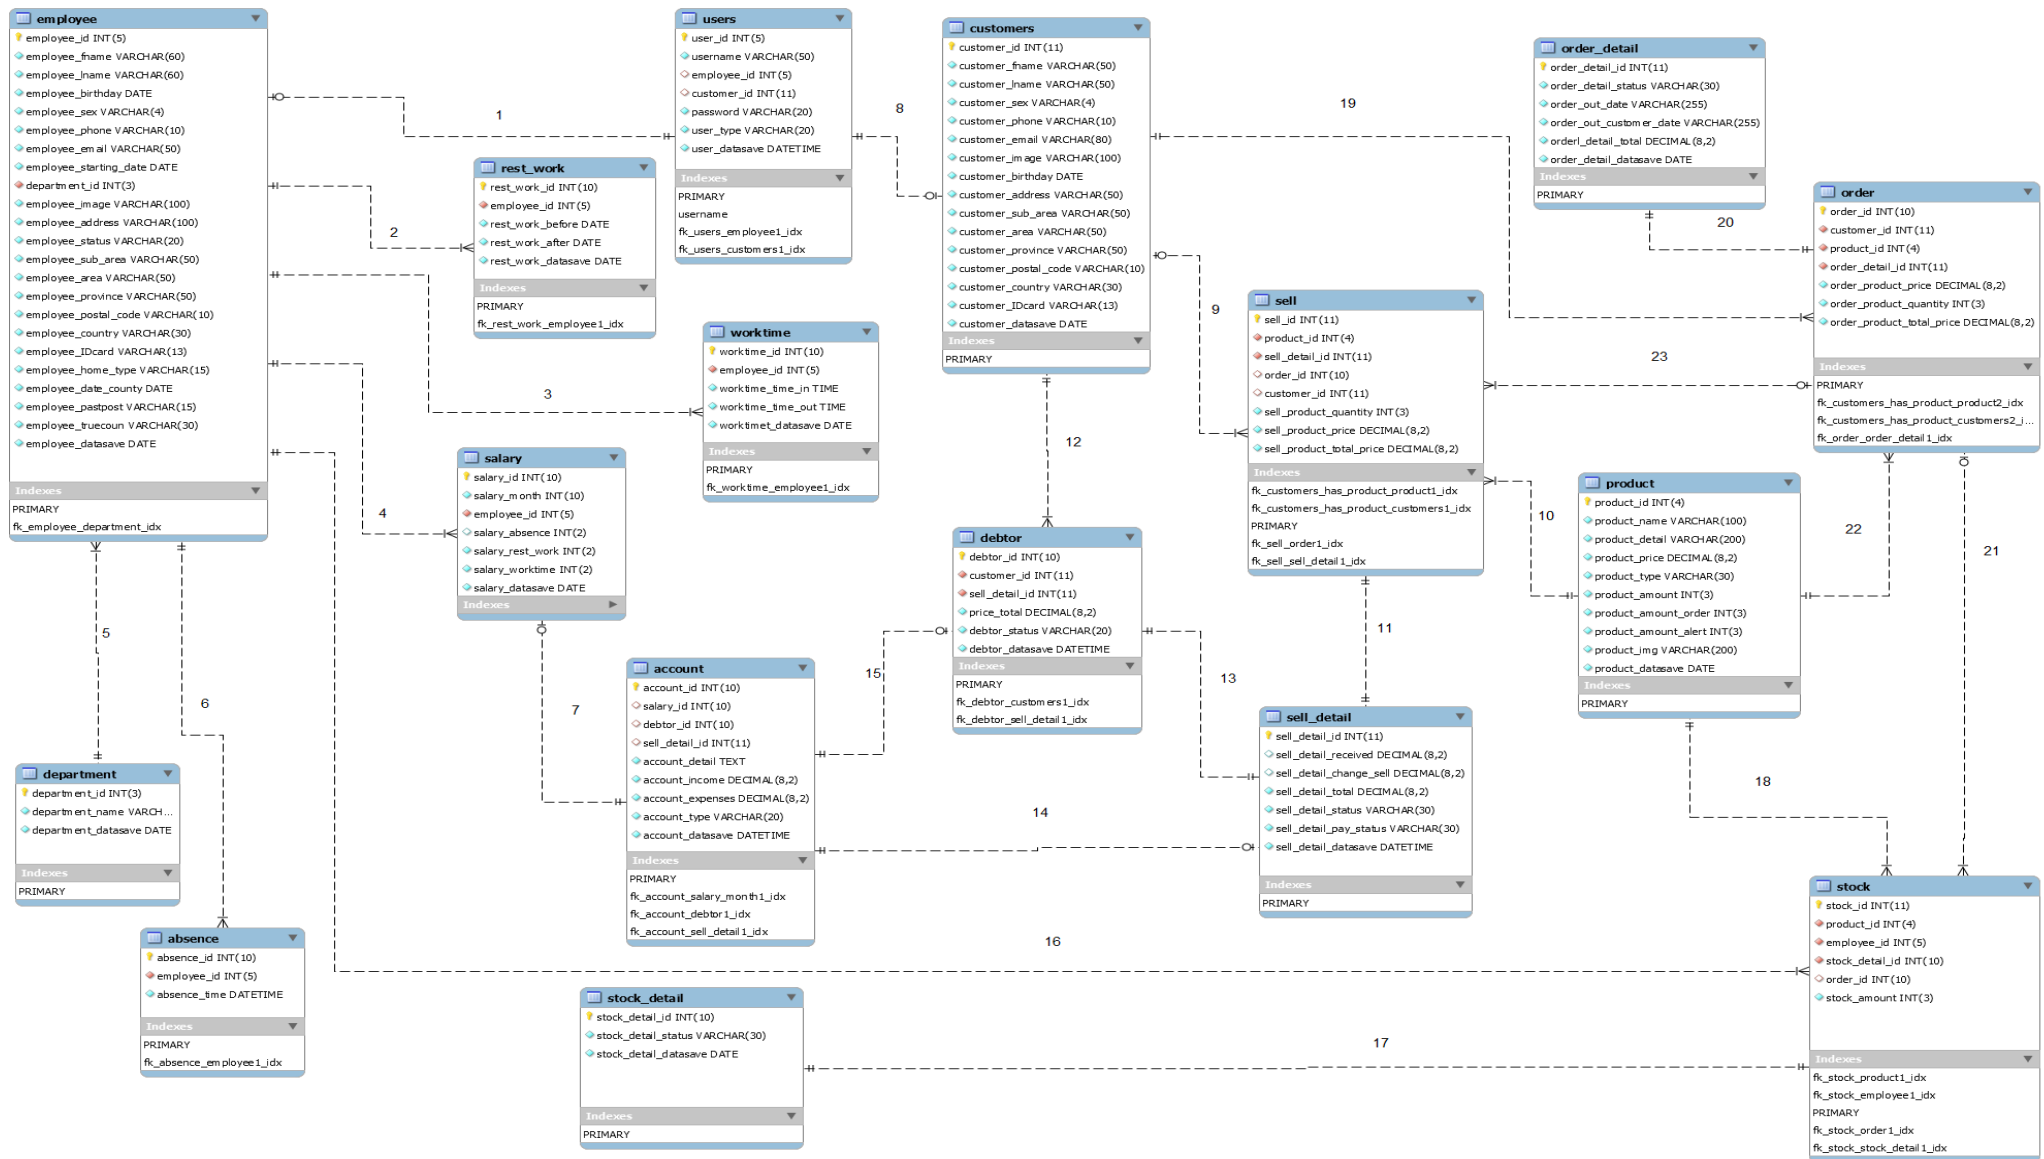 employee
employee_id INT(5)
employee_fname VARCHAR(60)
employee_lname VARCHAR(60)
employee_birthday DATE
employee_sex VARCHAR(4)
employee_phone VARCHAR(10)
employee_email VARCHAR(50)
employee_starting_date DATE
department_id INT(3)
employee_image VARCHAR(100)
employee_address VARCHAR(100)
employee_status VARCHAR(20)
employee_sub_area VARCHAR(50)
employee_area VARCHAR(50)
employee_province VARCHAR(50)
employee_postal_code VARCHAR(10)
employee_country VARCHAR(30)
employee_IDcard VARCHAR(13)
employee_home_type VARCHAR(15)
employee_date_county DATE
employee_pastpost VARCHAR(15)
employee_truecoun VARCHAR(30)
employee_datasave DATE
Indexes
PRIMARY
fk_employee_department_idx
users
user_id INT(5)
username VARCHAR(50)
employee_id INT(5)
customer_id INT(11)
password VARCHAR(20)
user_type VARCHAR(20)
user_datasave DATETIME
Indexes
PRIMARY
username
fk_users_employee1_idx
fk_users_customers1_idx
customers
customer_id INT(11)
customer_fname VARCHAR(50)
customer_lname VARCHAR(50)
customer_sex VARCHAR(4)
customer_phone VARCHAR(10)
customer_email VARCHAR(80)
customer_image VARCHAR(100)
customer_birthday DATE
customer_address VARCHAR(50)
customer_sub_area VARCHAR(50)
customer_area VARCHAR(50)
customer_province VARCHAR(50)
customer_postal_code VARCHAR(10)
customer_country VARCHAR(30)
customer_IDcard VARCHAR(13)
customer_datasave DATE
Indexes
PRIMARY
order_detail
order_detail_id INT(11)
order_detail_status VARCHAR(30)
order_out_date VARCHAR(255)
order_out_customer_date VARCHAR(255)
orderl_detail_total DECIMAL(8,2)
order_detail_datasave DATE
Indexes
PRIMARY
order
order_id INT(10)
customer_id INT(11)
product_id INT(4)
order_detail_id INT(11)
order_product_price DECIMAL(8,2)
order_product_quantity INT(3)
order_product_total_price DECIMAL(8,2)
Indexes
PRIMARY
fk_customers_has_product_product2_idx
fk_customers_has_product_customers2_i...
fk_order_order_detail1_idx
rest_work
rest_work_id INT(10)
employee_id INT(5)
rest_work_before DATE
rest_work_after DATE
rest_work_datasave DATE
Indexes
PRIMARY
fk_rest_work_employee1_idx
worktime
worktime_id INT(10)
employee_id INT(5)
worktime_time_in TIME
worktime_time_out TIME
worktimet_datasave DATE
Indexes
PRIMARY
fk_worktime_employee1_idx
sell
sell_id INT(11)
product_id INT(4)
sell_detail_id INT(11)
order_id INT(10)
customer_id INT(11)
sell_product_quantity INT(3)
sell_product_price DECIMAL(8,2)
sell_product_total_price DECIMAL(8,2)
Indexes
fk_customers_has_product_product1_idx
fk_customers_has_product_customers1_idx
PRIMARY
fk_sell_order1_idx
fk_sell_sell_detail1_idx
salary
salary_id INT(10)
salary_month INT(10)
employee_id INT(5)
salary_absence INT(2)
salary_rest_work INT(2)
salary_worktime INT(2)
salary_datasave DATE
Indexes
product
product_id INT(4)
product_name VARCHAR(100)
product_detail VARCHAR(200)
product_price DECIMAL(8,2)
product_type VARCHAR(30)
product_amount INT(3)
product_amount_order INT(3)
product_amount_alert INT(3)
product_img VARCHAR(200)
product_datasave DATE
Indexes
PRIMARY
debtor
debtor_id INT(10)
customer_id INT(11)
sell_detail_id INT(11)
price_total DECIMAL(8,2)
debtor_status VARCHAR(20)
debtor_datasave DATETIME
Indexes
PRIMARY
fk_debtor_customers1_idx
fk_debtor_sell_detail1_idx
account
account_id INT(10)
salary_id INT(10)
debtor_id INT(10)
sell_detail_id INT(11)
account_detail TEXT
account_income DECIMAL(8,2)
account_expenses DECIMAL(8,2)
account_type VARCHAR(20)
account_datasave DATETIME
Indexes
PRIMARY
fk_account_salary_month1_idx
fk_account_debtor1_idx
fk_account_sell_detail1_idx
sell_detail
sell_detail_id INT(11)
sell_detail_received DECIMAL(8,2)
sell_detail_change_sell DECIMAL(8,2)
sell_detail_total DECIMAL(8,2)
sell_detail_status VARCHAR(30)
sell_detail_pay_status VARCHAR(30)
sell_detail_datasave DATETIME
Indexes
PRIMARY
department
department_id INT(3)
department_name VARCH...
department_datasave DATE
Indexes
PRIMARY
absence
absence_id INT(10)
employee_id INT(5)
absence_time DATETIME
Indexes
PRIMARY
fk_absence_employee1_idx
stock_detail
stock_detail_id INT(10)
stock_detail_status VARCHAR(30)
stock_detail_datasave DATE
Indexes
PRIMARY
stock
stock_id INT(11)
product_id INT(4)
employee_id INT(5)
stock_detail_id INT(10)
order_id INT(10)
stock_amount INT(3)
Indexes
fk_stock_product1_idx
fk_stock_employee1_idx
PRIMARY
fk_stock_order1_idx
fk_stock_stock_detail1_idx
1
2
3
4
5
6
7
8
9
10
11
12
13
14
15
16
17
18
19
20
21
22
23